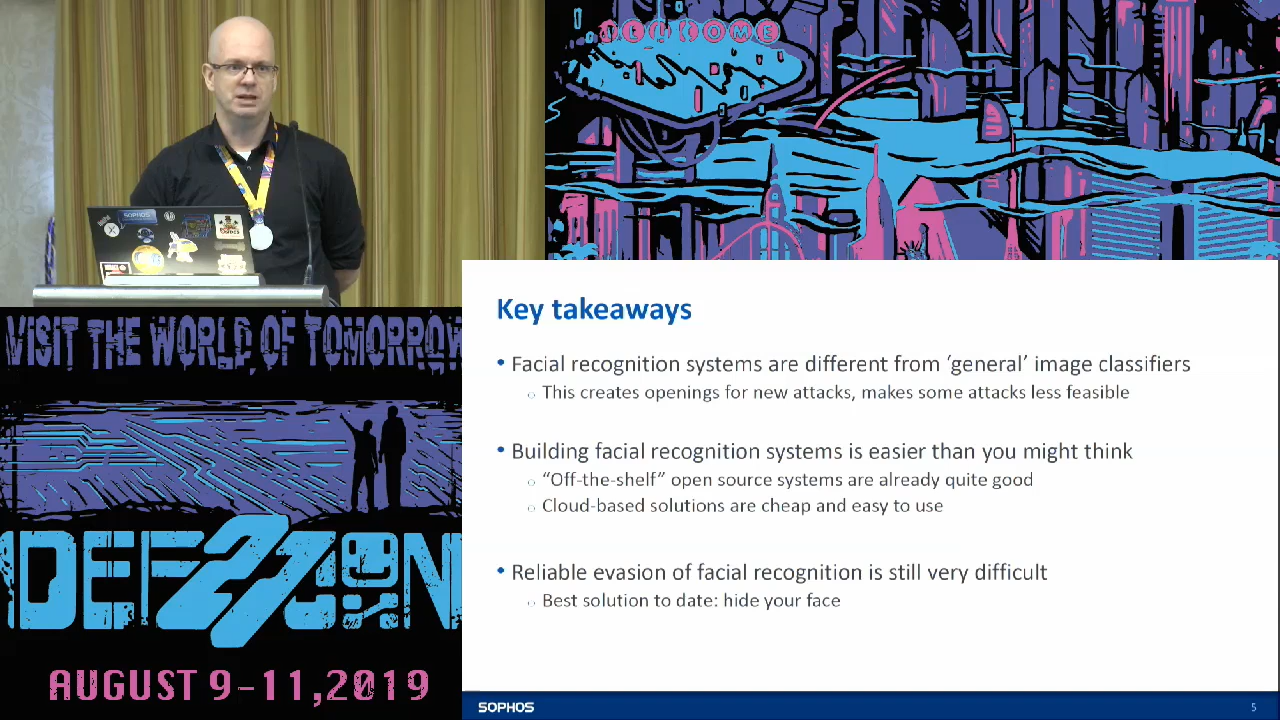 WELCOME
SOPHOS
VISIT THE WORLD OF TOMORROW
DEF 27 CON
AUGUST 9-11,2019
Key takeaways
• Facial recognition systems are different from ‘general’ image classifiers
○ This creates openings for new attacks, makes some attacks less feasible
• Building facial recognition systems is easier than you might think
○ “Off-the-shelf” open source systems are already quite good
○ Cloud-based solutions are cheap and easy to use
• Reliable evasion of facial recognition is still very difficult
○ Best solution to date: hide your face
SOPHOS
5